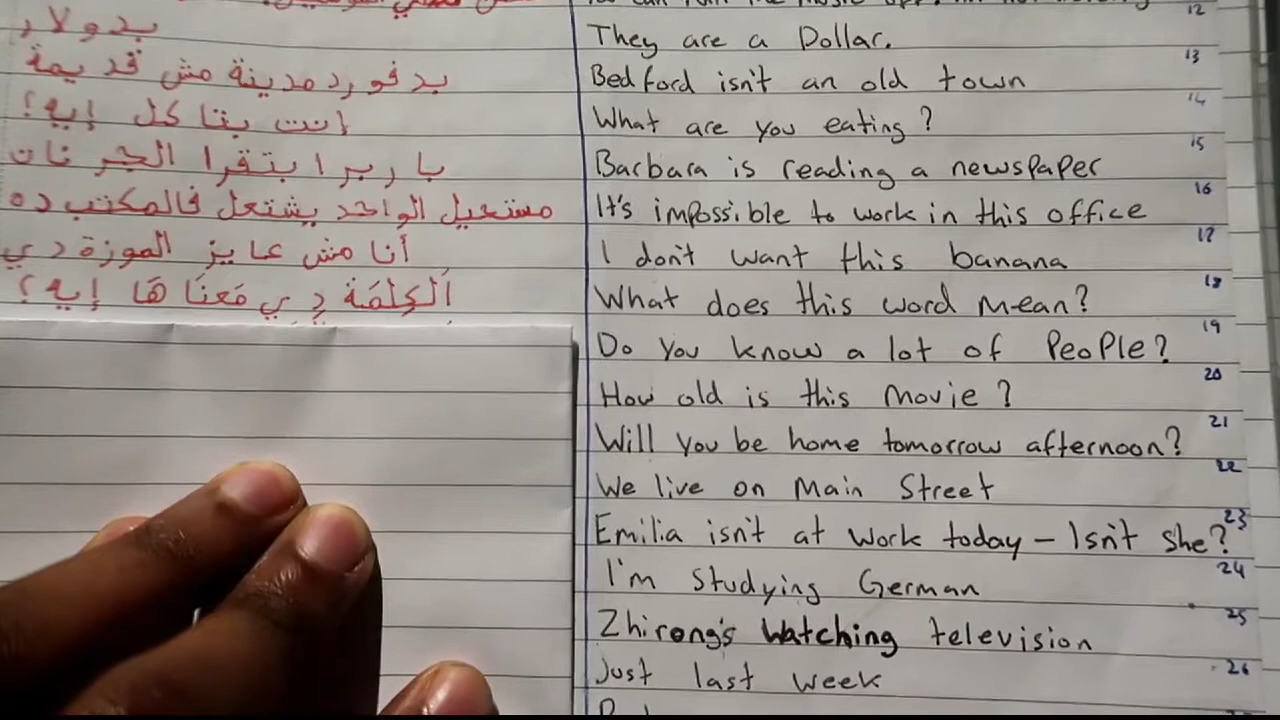 12
بدولار
They are a Dollar.
13
بدفورد مدينة مش قديمة
Bedford isn't an old town
14
إنت بتاكل إيه؟
What are you eating?
15
باربرا بتقرا الجرنان
Barbara is reading a newspaper
16
مستحيل الواحد يشتغل فالمكتب ده
It's impossible to work in this office
17
أنا مش عايز الموزة دي
I don't want this banana
18
اَلْكِلمَة دِي مَعنَاهَا إيه؟
What does this word mean?
19
Do you know a lot of People?
20
How old is this movie?
21
Will you be home tomorrow afternoon?
22
We live on Main Street
23
Emilia isn't at work today - Isn't she?
24
I'm studying German
25
Zhirong's watching television
26
Just last week